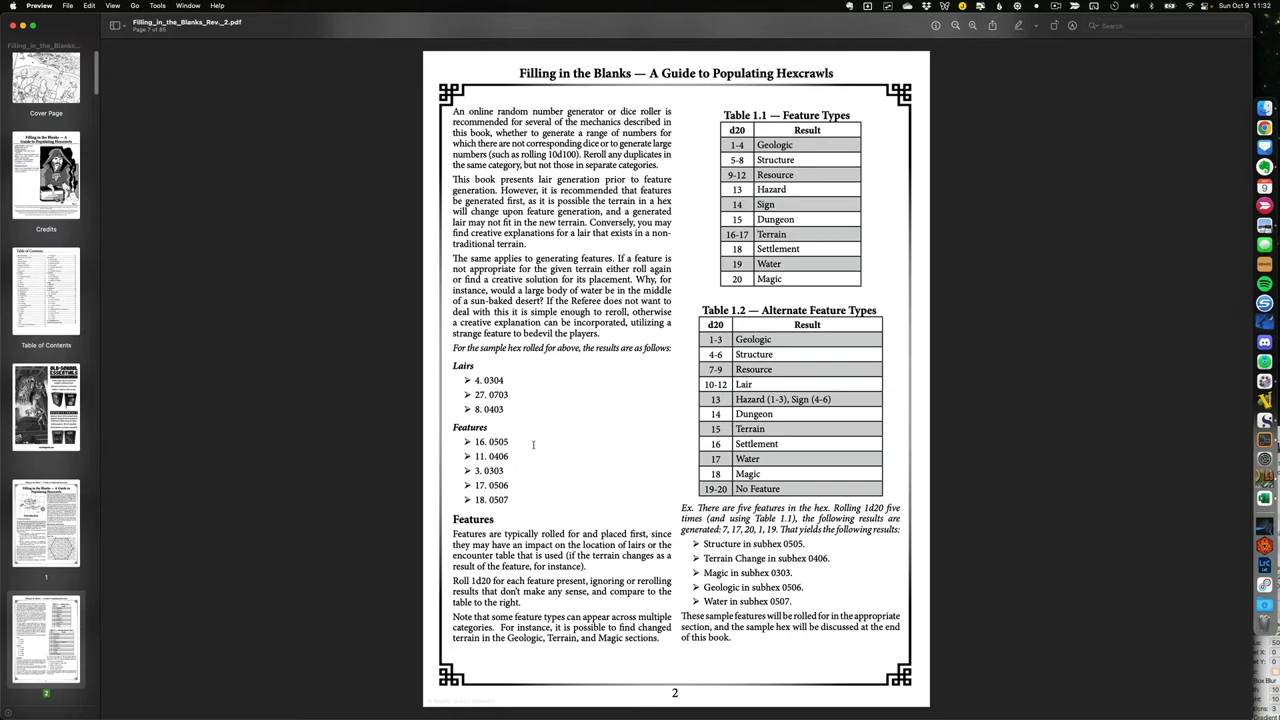 Preview File Edit View Go Tools Window Help
Sun Oct 9 11:32
Filling_in_the_Blanks_Rev._2.pdf
Page 7 of 85
Search
Filling_in_the_Blanks...
Cover Page
Credits
Table of Contents
1
2
Filling in the Blanks — A Guide to Populating Hexcrawls
An online random number generator or dice roller is
recommended for several of the mechanics described in
this book, whether to generate a range of numbers for
which there are not corresponding dice or to generate large
numbers (such as rolling 10d100). Reroll any duplicates in
the same category, but not those in separate categories.
This book presents lair generation prior to feature
generation. However, it is recommended that features
be generated first, as it is possible the terrain in a hex
will change upon feature generation, and a generated
lair may not fit in the new terrain. Conversely, you may
find creative explanations for a lair that exists in a non-
traditional terrain.
The same applies to generating features. If a feature is
not appropriate for the given terrain either roll again
or find a creative solution for its placement. Why, for
instance, would a large body of water be in the middle
of a sun-baked desert? If the Referee does not want to
deal with this it is simple enough to reroll, otherwise
a creative explanation can be incorporated, utilizing a
strange feature to bedevil the players.
For the sample hex rolled for above, the results are as follows:
Lairs
➢ 4. 0304
➢ 27. 0703
➢ 8. 0403
Features
➢ 16. 0505
➢ 11. 0406
➢ 3. 0303
➢ 17. 0506
➢ 18. 0507
Features
Features are typically rolled for and placed first, since
they may have an impact on the location of lairs or the
encounter table that is used (if the terrain changes as a
result of the feature, for instance).
Roll 1d20 for each feature present, ignoring or rerolling
results that don't make any sense, and compare to the
table to the right.
Note that some feature types can appear across multiple
categories. For instance, it is possible to find changed
terrain in the Geologic, Terrain, and Magic sections.
Table 1.1 — Feature Types
d20 Result
1-4 Geologic
5-8 Structure
9-12 Resource
13 Hazard
14 Sign
15 Dungeon
16-17 Terrain
18 Settlement
19 Water
20 Magic
Table 1.2 — Alternate Feature Types
d20 Result
1-3 Geologic
4-6 Structure
7-9 Resource
10-12 Lair
13 Hazard (1-3), Sign (4-6)
14 Dungeon
15 Terrain
16 Settlement
17 Water
18 Magic
19-20 No Feature
Ex. There are five features in the hex. Rolling 1d20 five
times (and using Table 1.1), the following results are
generated: 7, 17, 20, 1, 19. That yields the following results:
➢ Structure in subhex 0505.
➢ Terrain Change in subhex 0406.
➢ Magic in subhex 0303.
➢ Geologic in subhex 0506.
➢ Water in subhex 0507.
These sample features will be rolled for in the appropriate
section, and the sample hex will be discussed at the end
of this book.
2